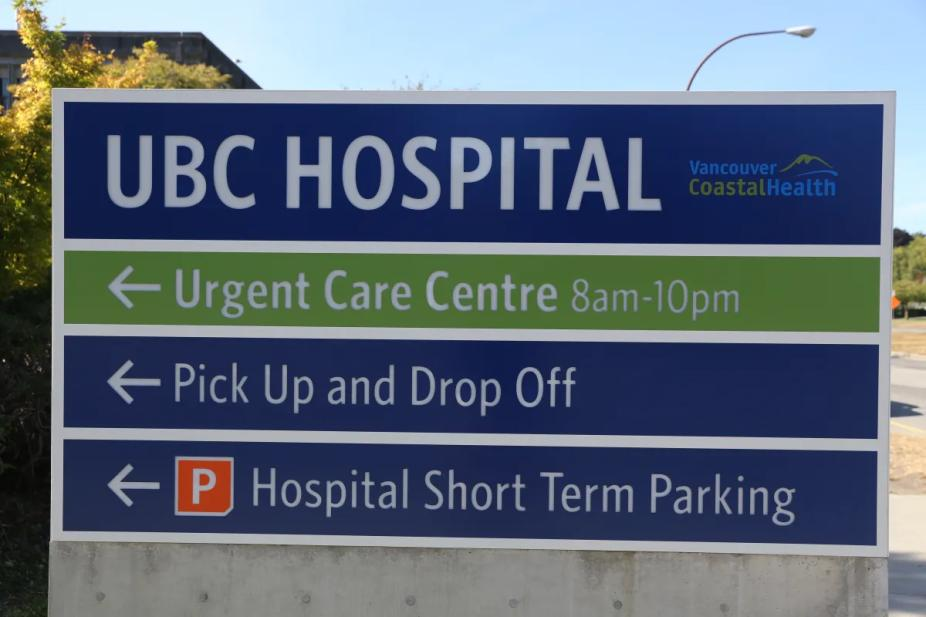 UBC HOSPITAL
Vancouver
CoastalHealth
← Urgent Care Centre 8am-10pm
← Pick Up and Drop Off
← P Hospital Short Term Parking